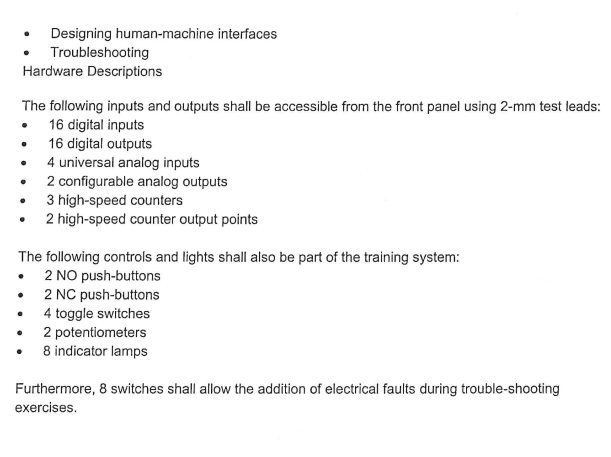 • Designing human-machine interfaces
• Troubleshooting
Hardware Descriptions
The following inputs and outputs shall be accessible from the front panel using 2-mm test leads:
• 16 digital inputs
• 16 digital outputs
• 4 universal analog inputs
• 2 configurable analog outputs
• 3 high-speed counters
• 2 high-speed counter output points
The following controls and lights shall also be part of the training system:
• 2 NO push-buttons
• 2 NC push-buttons
• 4 toggle switches
• 2 potentiometers
• 8 indicator lamps
Furthermore, 8 switches shall allow the addition of electrical faults during trouble-shooting
exercises.